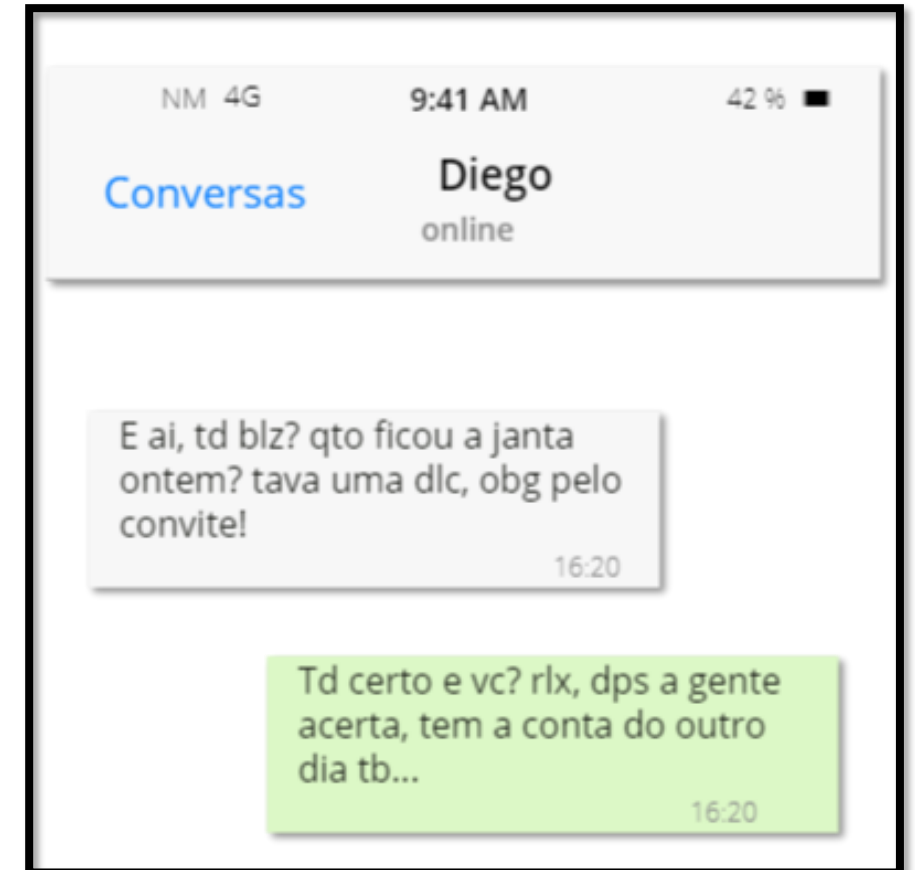 NM 4G 9:41 AM 42 %
Conversas Diego
online
E ai, td blz? qto ficou a janta
ontem? tava uma dlc, obg pelo
convite!
16:20
Td certo e vc? rlx, dps a gente
acerta, tem a conta do outro
dia tb...
16:20